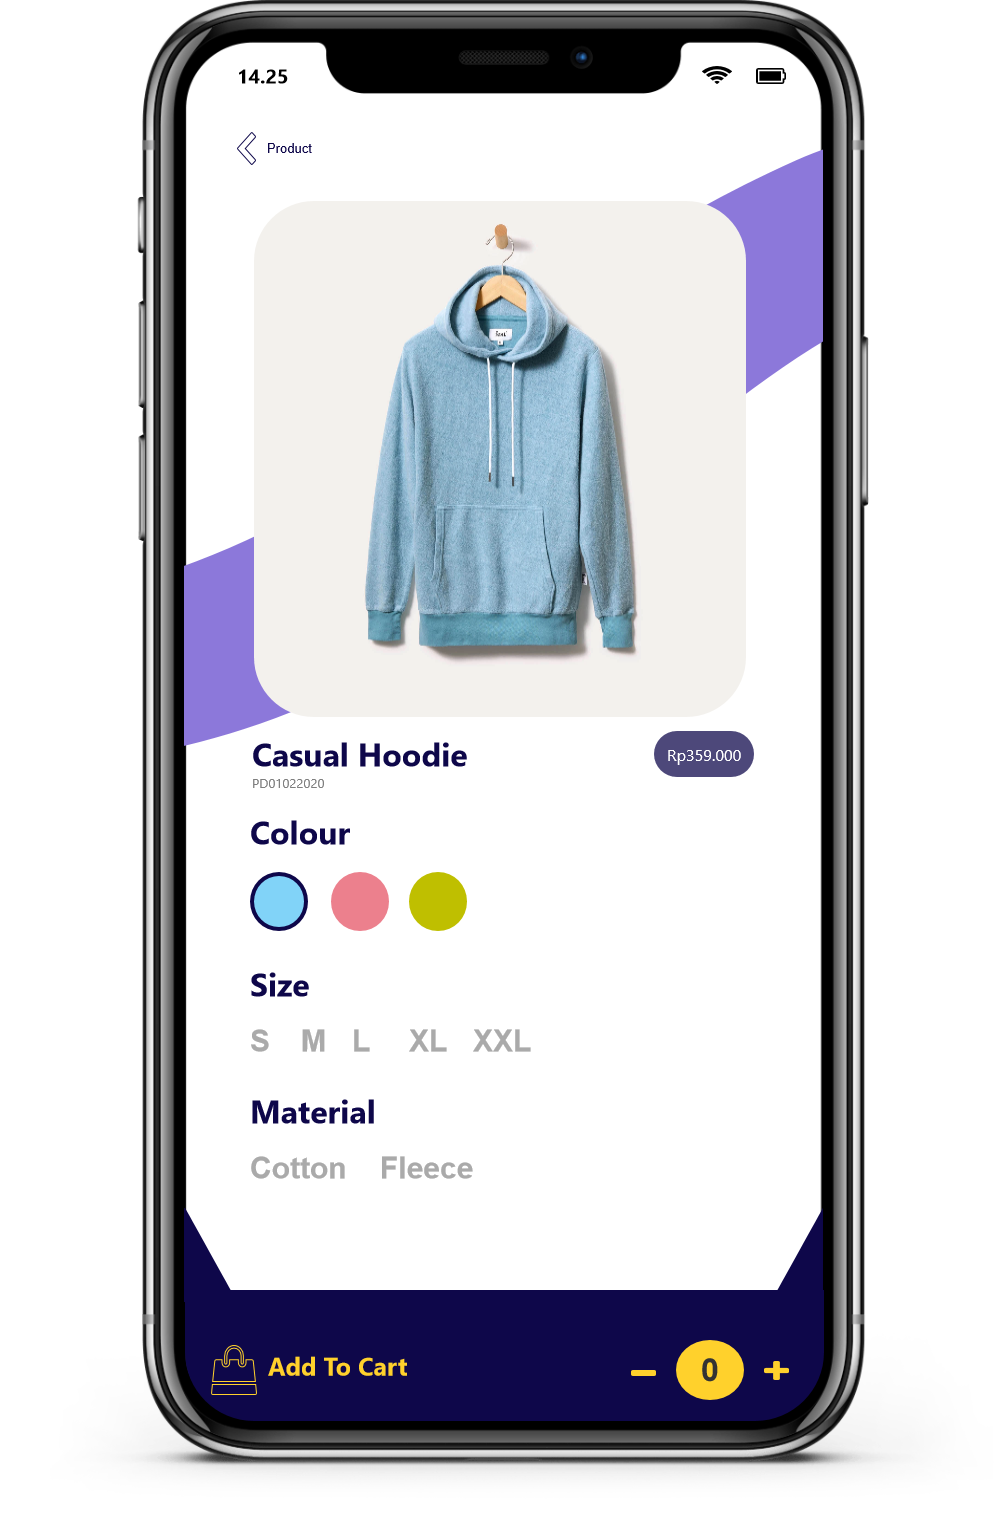 14.25
Product
Casual Hoodie
Rp359.000
PD01022020
Colour
Size
S M L XL XXL
Material
Cotton Fleece
Add To Cart
0